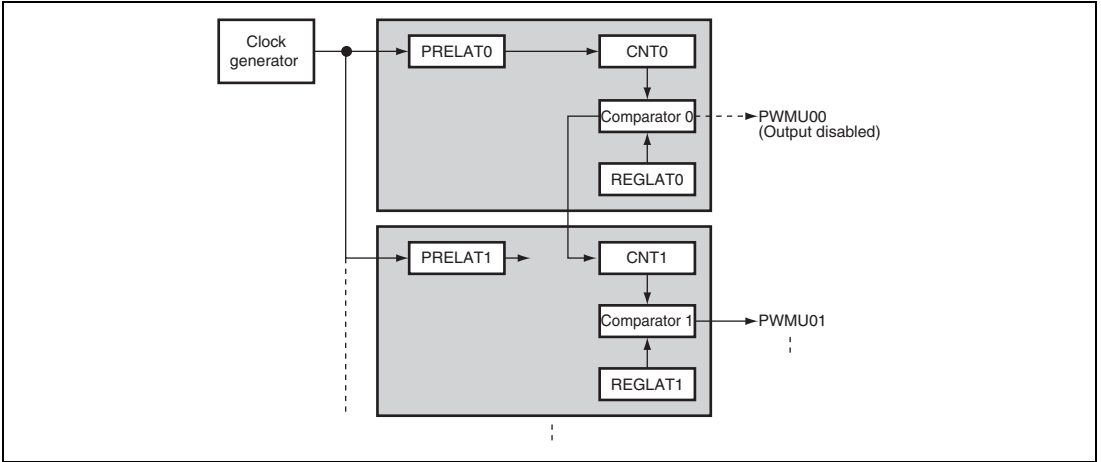 Clock
generator
PRELAT0
CNT0
Comparator 0
PWMU00
(Output disabled)
REGLAT0
PRELAT1
CNT1
Comparator 1
PWMU01
REGLAT1